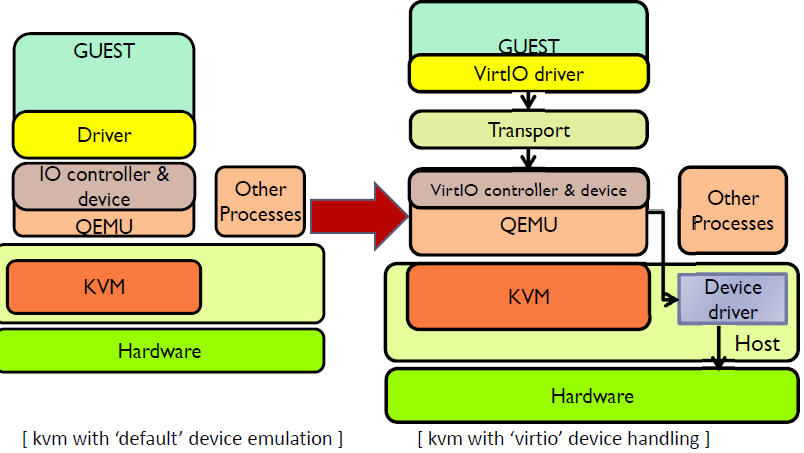 GUEST
Driver
IO controller &
device
QEMU
Other
Processes
KVM
Hardware
[ kvm with ‘default’ device emulation ]
GUEST
VirtIO driver
Transport
VirtIO controller & device
QEMU
Other
Processes
KVM
Device
driver
Host
Hardware
[ kvm with ‘virtio’ device handling ]